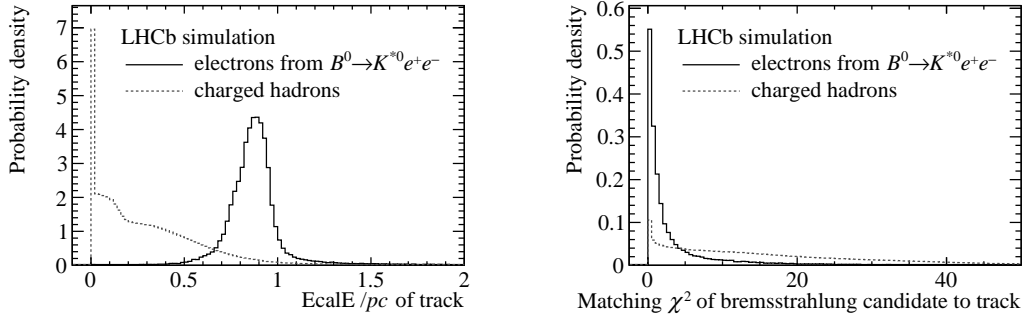 Probability density
7
6
5
4
3
2
1
0
LHCb simulation
electrons from B⁰→K*⁰e⁺e⁻
charged hadrons
0 0.5 1 1.5 2
EcalE /pc of track
Probability density
0.6
0.5
0.4
0.3
0.2
0.1
0
LHCb simulation
electrons from B⁰→K*⁰e⁺e⁻
charged hadrons
0 20 40
Matching χ² of bremsstrahlung candidate to track